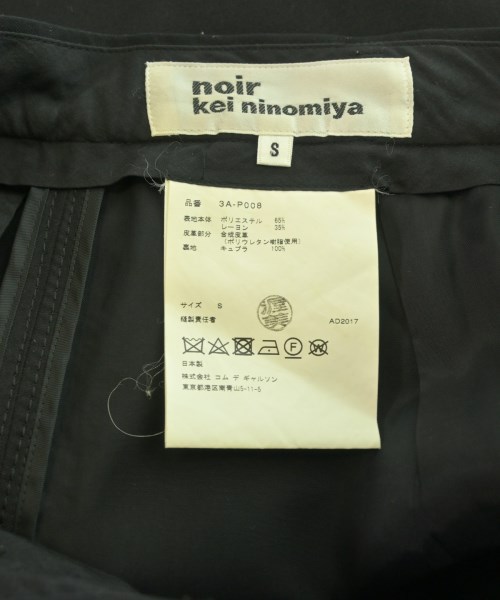 noir
kei ninomiya
S
品番 3A-P008
表地本体 ポリエステル 65%
レーヨン 35%
皮革部分 合成皮革
(ポリウレタン樹脂使用)
裏地 キュプラ 100%
サイズ S
縫製責任者 AD2017
日本製
株式会社 コム デ ギャルソン
東京都港区南青山5-11-5